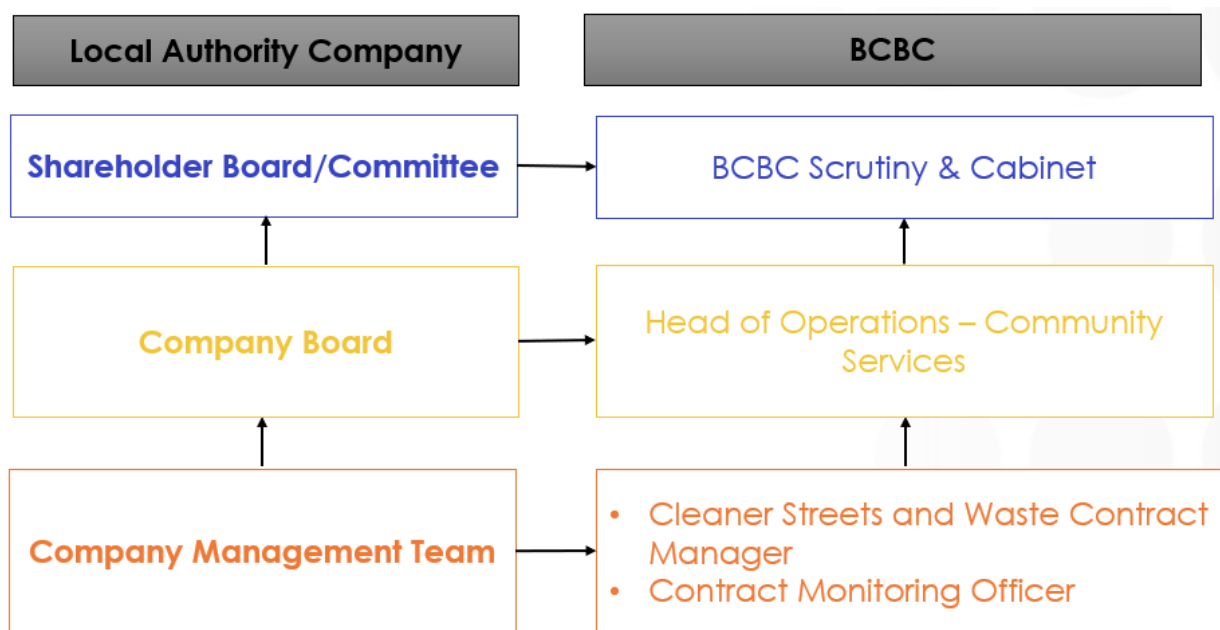 Local Authority Company
BCBC
Shareholder Board/Committee
BCBC Scrutiny & Cabinet
Company Board
Head of Operations – Community
Services
Company Management Team
• Cleaner Streets and Waste Contract
Manager
• Contract Monitoring Officer